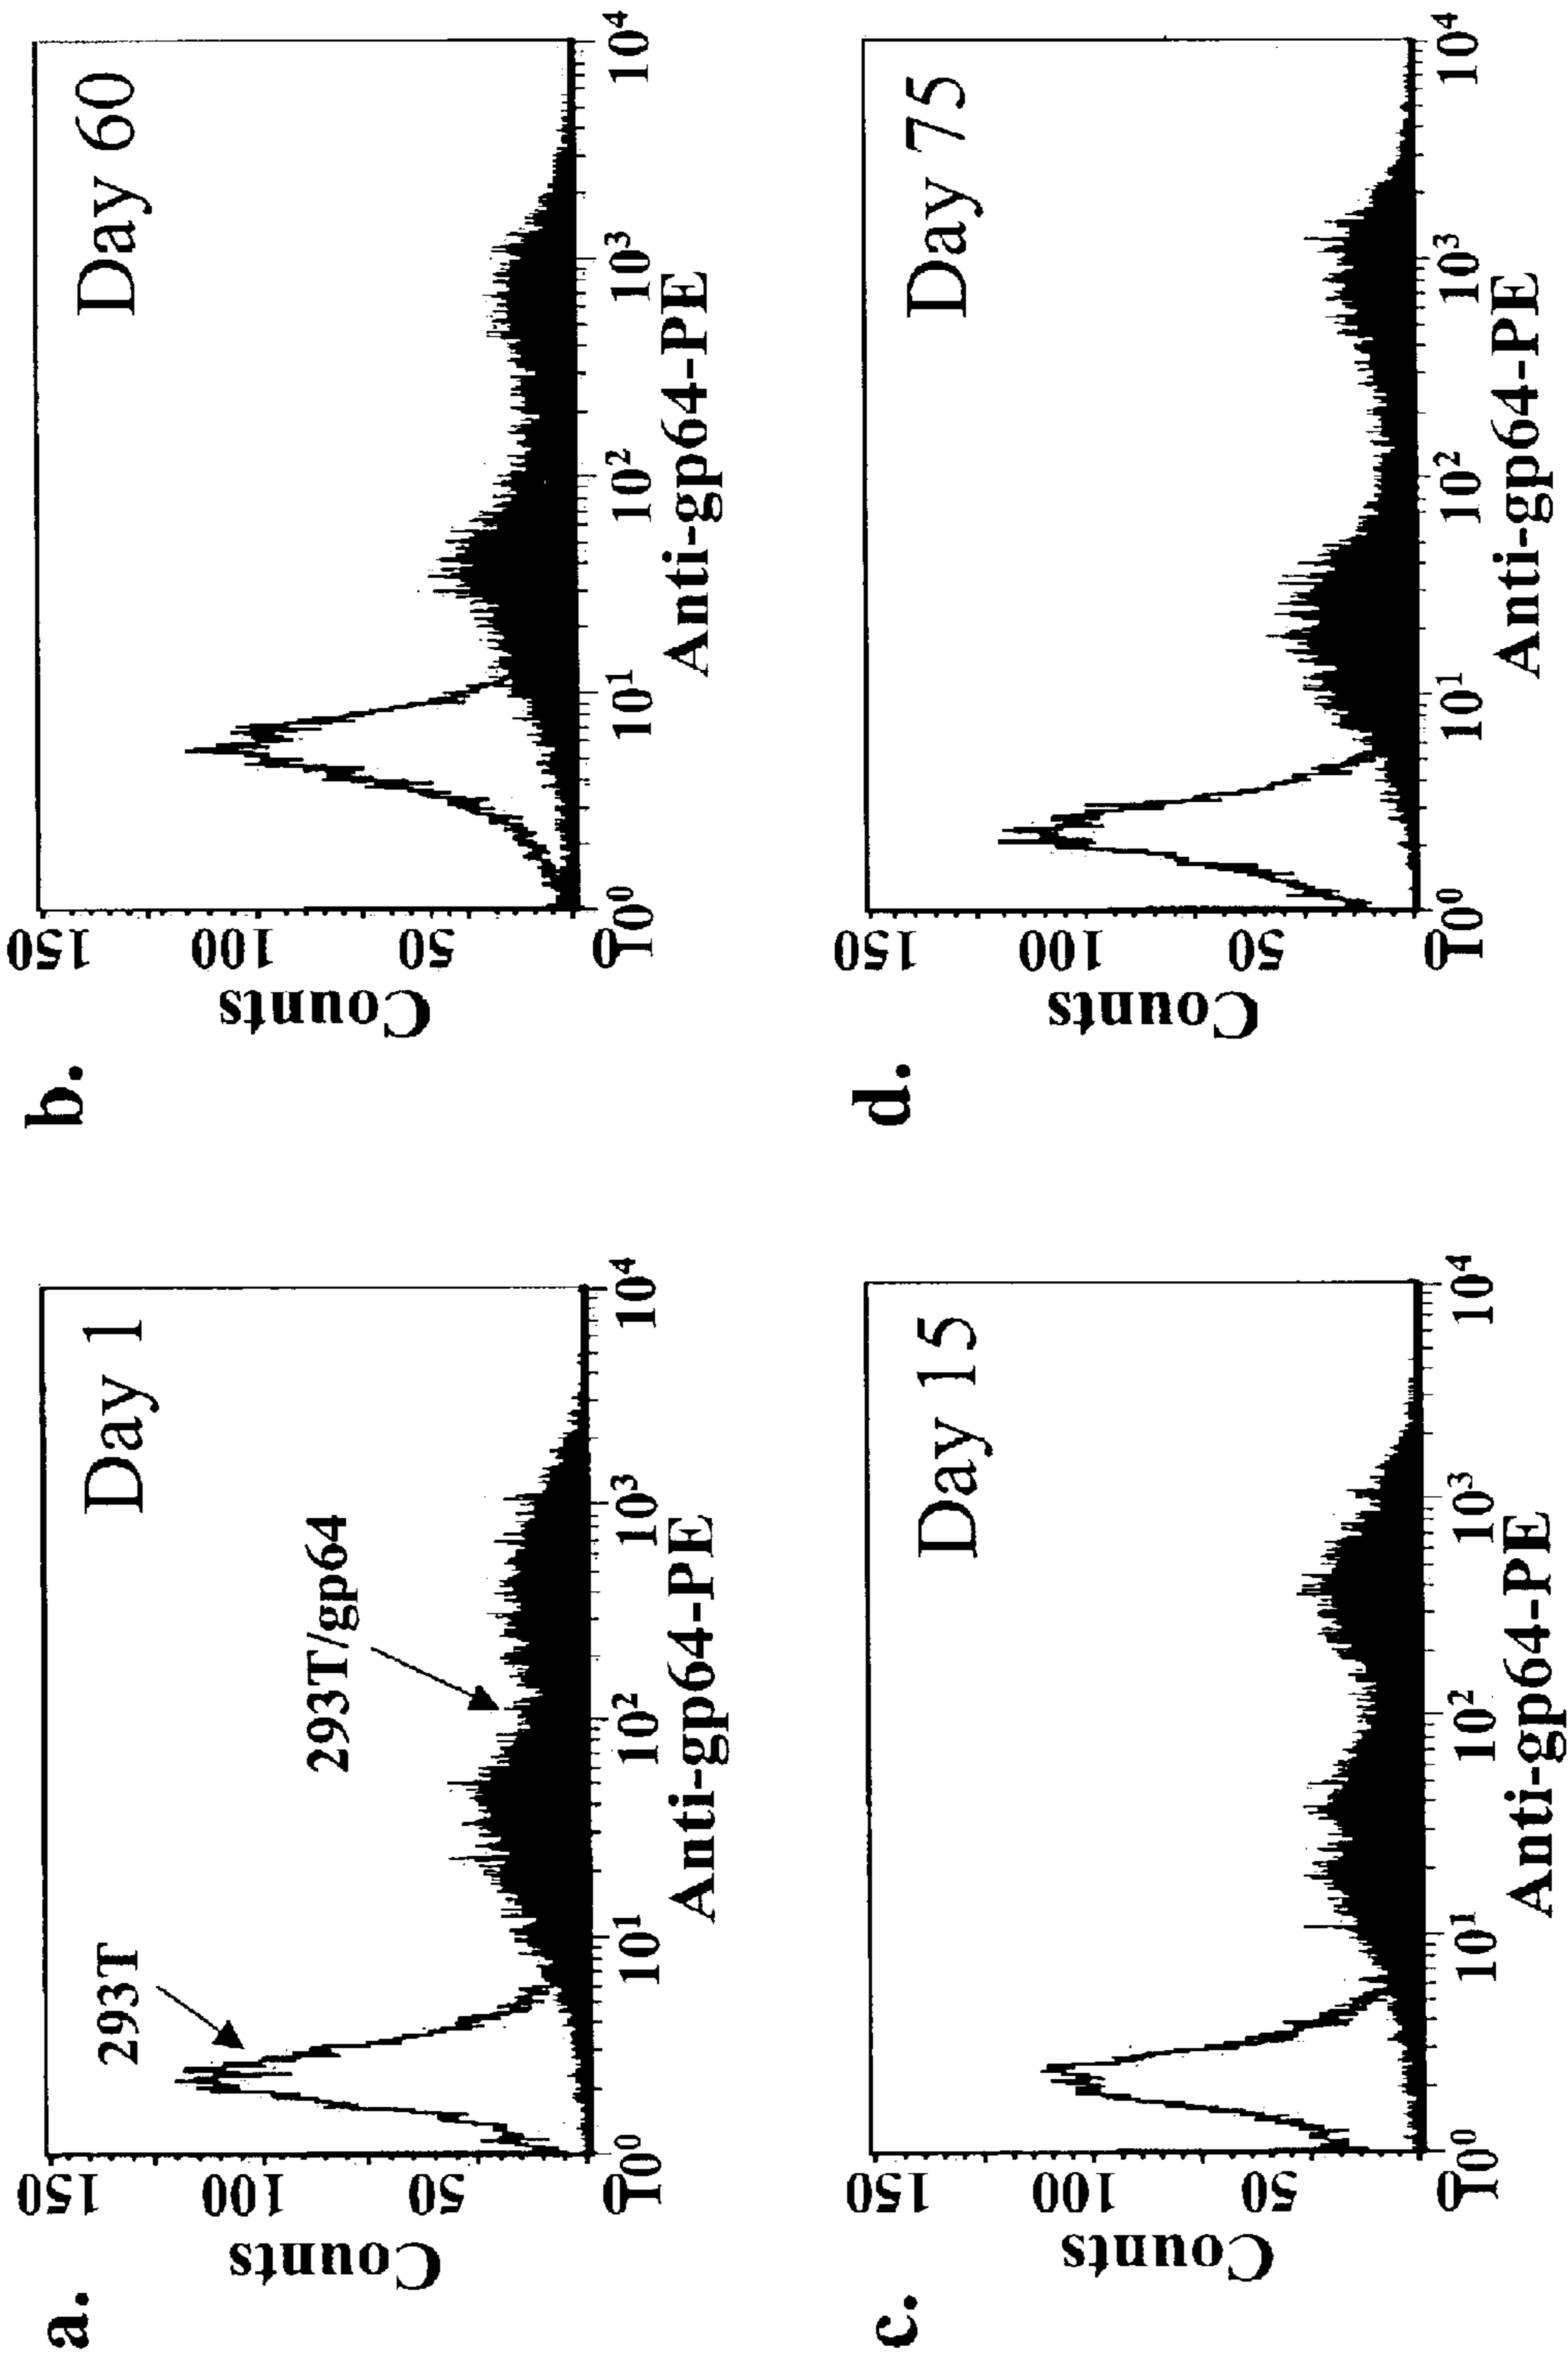 a.
Counts
150
100
50
0
Day 1
293T
293T/gp64
10⁰ 10¹ 10² 10³ 10⁴
Anti-gp64-PE
b.
Counts
150
100
50
0
Day 60
10⁰ 10¹ 10² 10³ 10⁴
Anti-gp64-PE
c.
Counts
150
100
50
0
Day 15
10⁰ 10¹ 10² 10³ 10⁴
Anti-gp64-PE
d.
Counts
150
100
50
0
Day 75
10⁰ 10¹ 10² 10³ 10⁴
Anti-gp64-PE